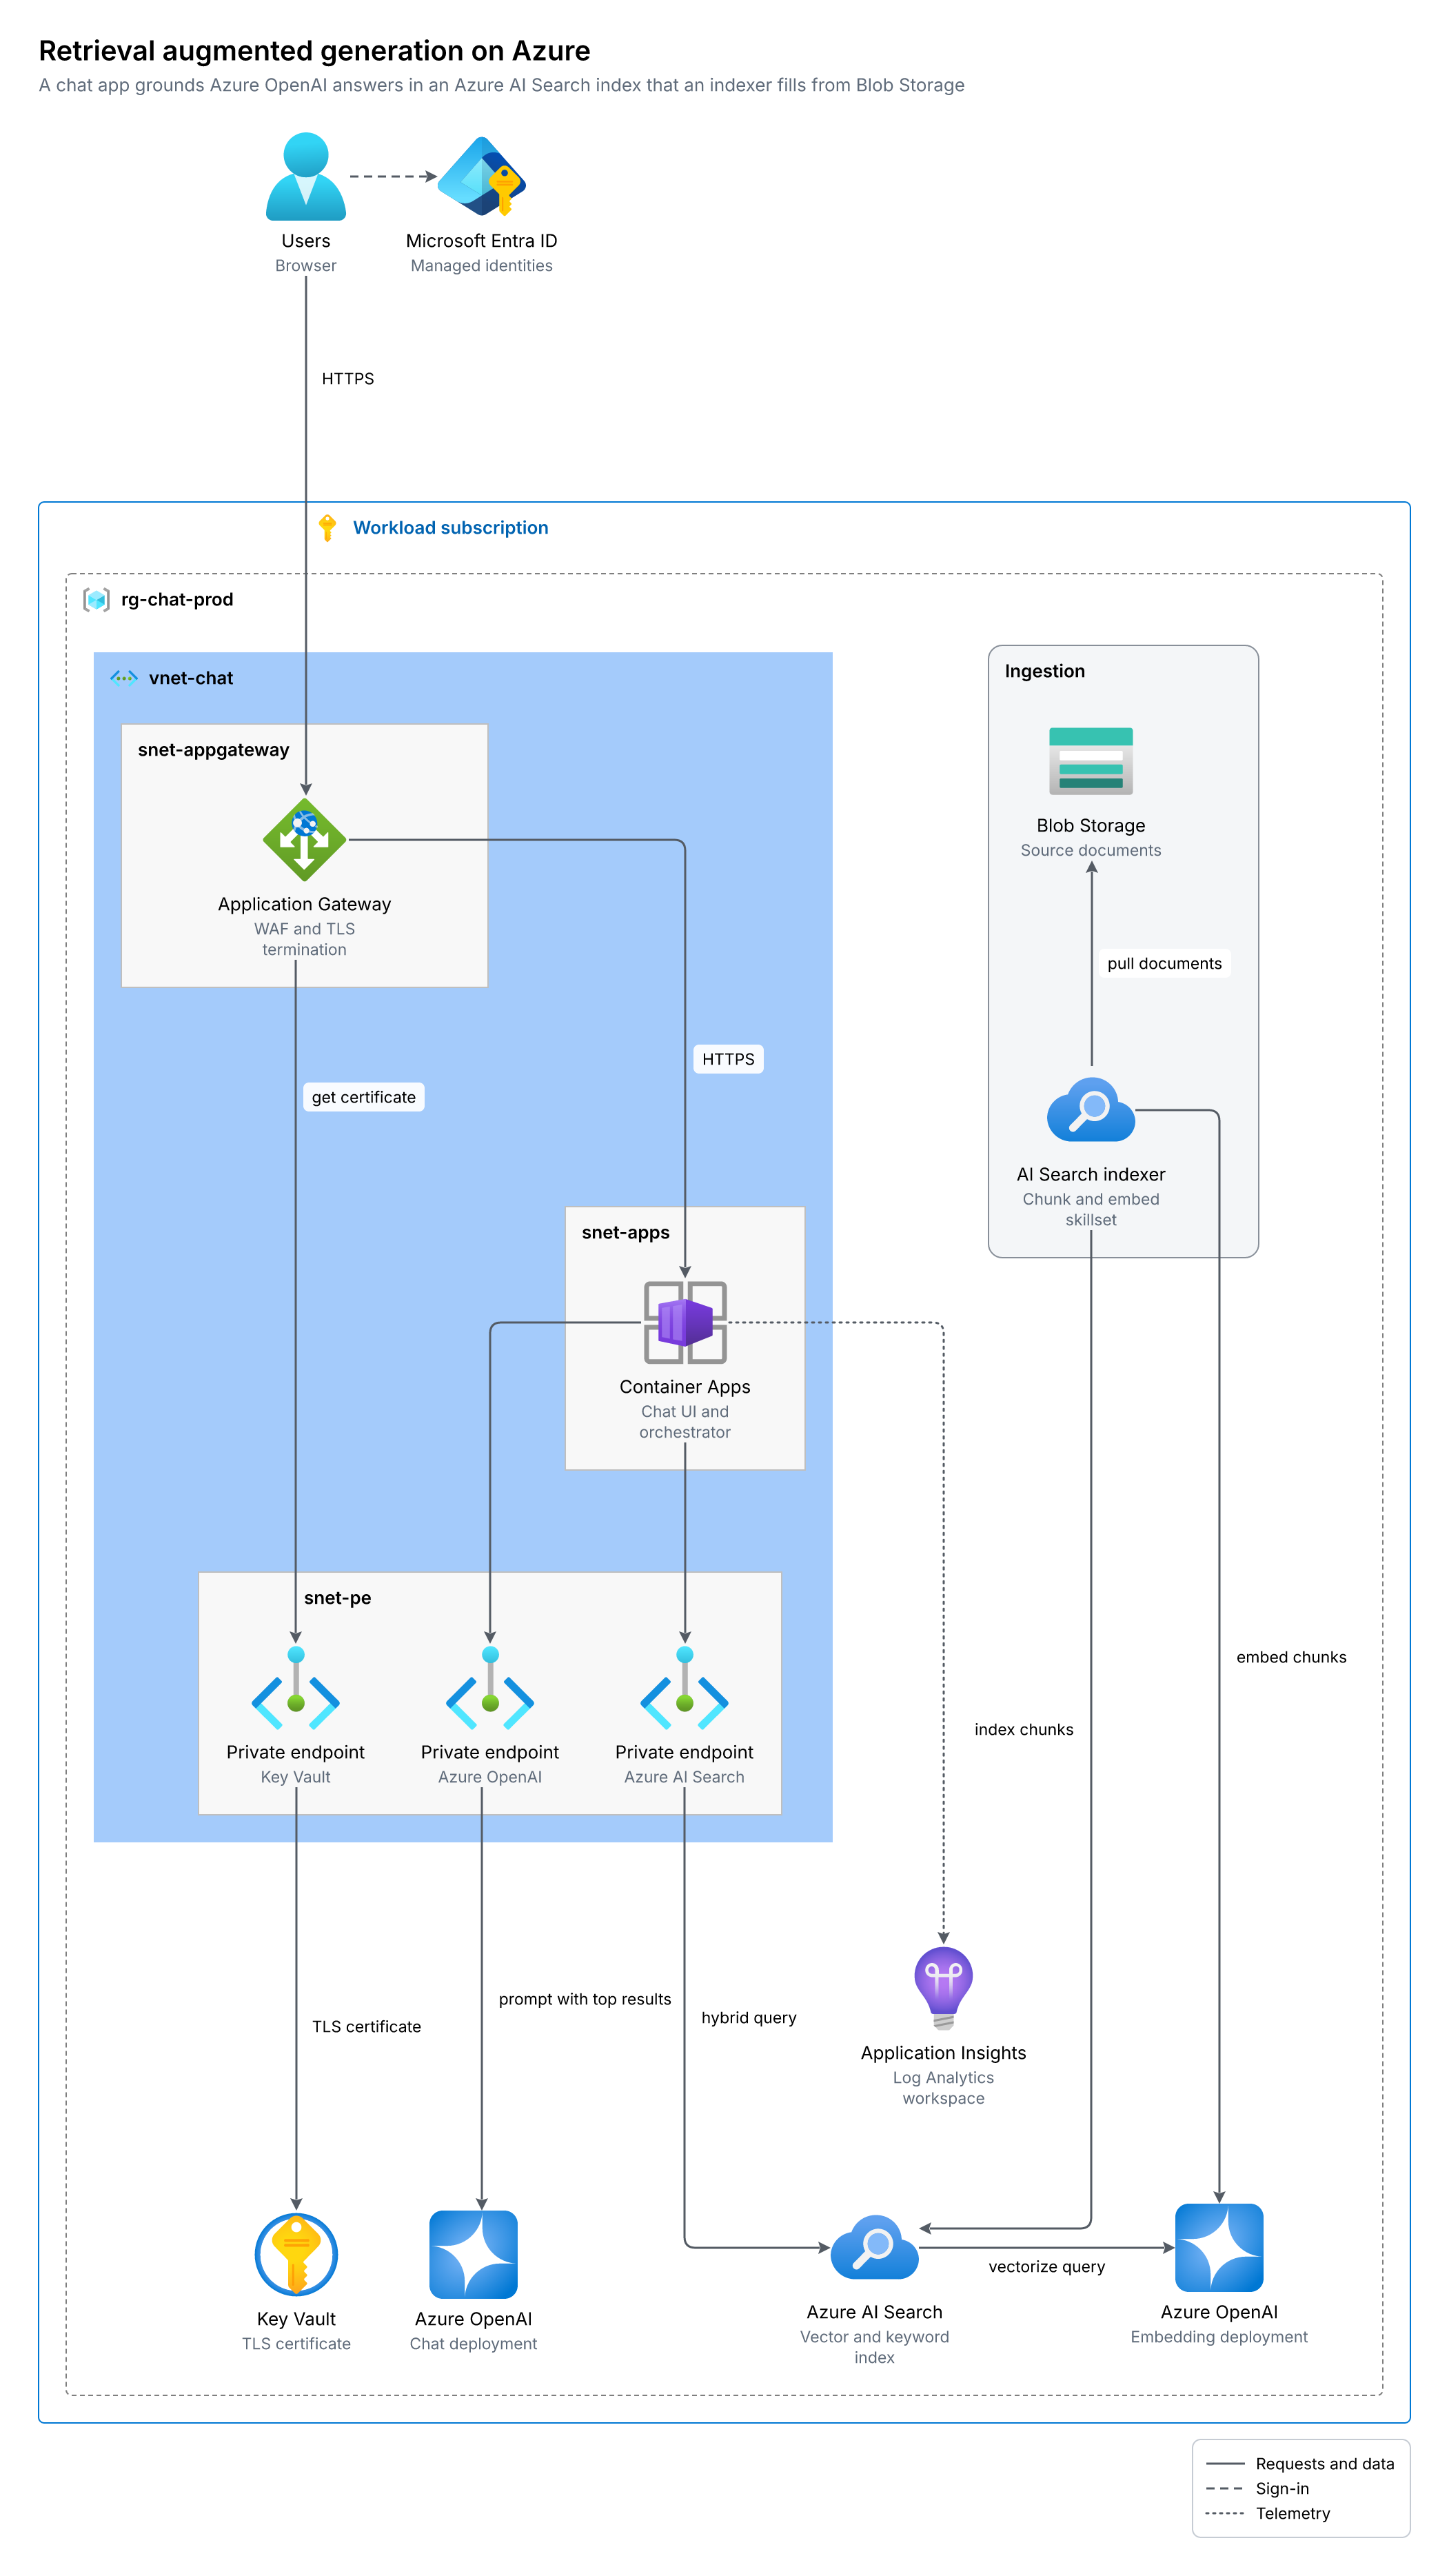 Retrieval augmented generation on Azure
A chat app grounds Azure OpenAI answers in an Azure AI Search index that an indexer fills from Blob Storage
Users
Browser
Microsoft Entra ID
Managed identities
HTTPS
Workload subscription
rg-chat-prod
vnet-chat
snet-appgateway
Application Gateway
WAF and TLS
termination
Ingestion
Blob Storage
Source documents
pull documents
HTTPS
get certificate
AI Search indexer
Chunk and embed
skillset
snet-apps
Container Apps
Chat UI and
orchestrator
snet-pe
Private endpoint
Key Vault
Private endpoint
Azure OpenAI
Private endpoint
Azure AI Search
embed chunks
index chunks
prompt with top results
hybrid query
TLS certificate
Application Insights
Log Analytics
workspace
vectorize query
Key Vault
TLS certificate
Azure OpenAI
Chat deployment
Azure AI Search
Vector and keyword
index
Azure OpenAI
Embedding deployment
Requests and data
Sign-in
Telemetry